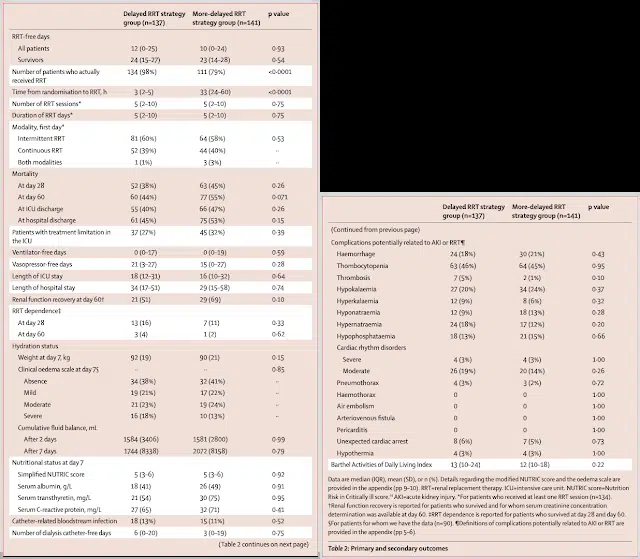 Delayed RRT strategy group (n=137) More-delayed RRT strategy group (n=141) p value
RRT-free days
All patients 12 (0-25) 10 (0-24) 0·93
Survivors 24 (15-27) 23 (14-28) 0·54
Number of patients who actually received RRT 134 (98%) 111 (79%) <0·0001
Time from randomisation to RRT, h 3 (2-5) 33 (24-60) <0·0001
Number of RRT sessions* 5 (2-10) 5 (2-10) 0·75
Duration of RRT days* 5 (2-10) 5 (2-10) 0·75
Modality, first day*
Intermittent RRT 81 (60%) 64 (58%) 0·53
Continuous RRT 52 (39%) 44 (40%) ··
Both modalities 1 (1%) 3 (3%) ··
Mortality
At day 28 52 (38%) 63 (45%) 0·26
At day 60 60 (44%) 77 (55%) 0·071
At ICU discharge 55 (40%) 66 (47%) 0·26
At hospital discharge 61 (45%) 75 (53%) 0·15
Patients with treatment limitation in the ICU 37 (27%) 45 (32%) 0·39
Ventilator-free days 0 (0-17) 0 (0-19) 0·59
Vasopressor-free days 21 (3-27) 15 (0-27) 0·28
Length of ICU stay 18 (12-31) 16 (10-32) 0·64
Length of hospital stay 34 (17-51) 29 (15-58) 0·74
Renal function recovery at day 60† 21 (51) 29 (69) 0·10
RRT dependence‡
At day 28 13 (16) 7 (11) 0·33
At day 60 3 (4) 1 (2) 0·62
Hydration status
Weight at day 7, kg 92 (19) 90 (21) 0·15
Clinical oedema scale at day 7§ ·· ·· 0·85
Absence 34 (38%) 32 (41%) ··
Mild 19 (21%) 17 (22%) ··
Moderate 21 (23%) 19 (24%) ··
Severe 16 (18%) 10 (13%) ··
Cumulative fluid balance, mL
After 2 days 1584 (3406) 1581 (2800) 0·99
After 7 days 1744 (8338) 2072 (8158) 0·79
Nutritional status at day 7
Simplified NUTRIC score 5 (3-6) 5 (3-6) 0·92
Serum albumin, g/L 18 (41) 26 (49) 0·91
Serum transthyretin, mg/L 21 (54) 30 (75) 0·95
Serum C-reactive protein, mg/L 27 (65) 32 (71) 0·41
Catheter-related bloodstream infection 18 (13%) 15 (11%) 0·52
Number of dialysis catheter-free days 6 (0-20) 3 (0-19) 0·75
(Table 2 continues on next page)
Delayed RRT strategy group (n=137) More-delayed RRT strategy group (n=141) p value
(Continued from previous page)
Complications potentially related to AKI or RRT¶
Haemorrhage 24 (18%) 30 (21%) 0·43
Thrombocytopenia 63 (46%) 64 (45%) 0·95
Thrombosis 7 (5%) 2 (1%) 0·10
Hypokalaemia 27 (20%) 34 (24%) 0·37
Hyperkalaemia 12 (9%) 8 (6%) 0·32
Hyponatraemia 12 (9%) 18 (13%) 0·28
Hypernatraemia 24 (18%) 17 (12%) 0·20
Hypophosphataemia 18 (13%) 21 (15%) 0·66
Cardiac rhythm disorders
Severe 4 (3%) 4 (3%) 1·00
Moderate 26 (19%) 20 (14%) 0·26
Pneumothorax 4 (3%) 3 (2%) 0·72
Haemothorax 0 0 1·00
Air embolism 0 0 1·00
Arteriovenous fistula 0 0 1·00
Pericarditis 0 0 1·00
Unexpected cardiac arrest 8 (6%) 7 (5%) 0·73
Hypothermia 4 (3%) 4 (3%) 1·00
Barthel Activities of Daily Living Index 13 (10-24) 12 (10-18) 0·22
Data are median (IQR), mean (SD), or n (%). Details regarding the modified NUTRIC score and the oedema scale are
provided in the appendix (pp 9-10). RRT=renal replacement therapy. ICU=intensive care unit. NUTRIC score=Nutrition
Risk in Critically ill score. AKI=acute kidney injury. *For patients who received at least one RRT session (n=134).
†Renal function recovery is provided for patients who survived and for whom serum creatinine concentration
determination was available at day 60. ‡RRT dependence is provided for patients who survived at day 28 and day 60.
§For patients for whom we have the data (n=90). ¶Definitions of complications potentially related to AKI or RRT are
provided in the appendix (pp 5-6).
Table 2: Primary and secondary outcomes